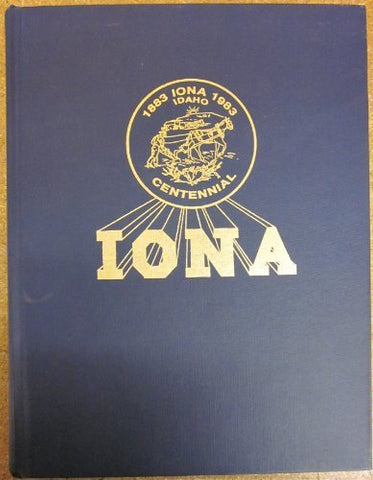 1883 IONA 1983
IDAHO
CENTENNIAL
IONA